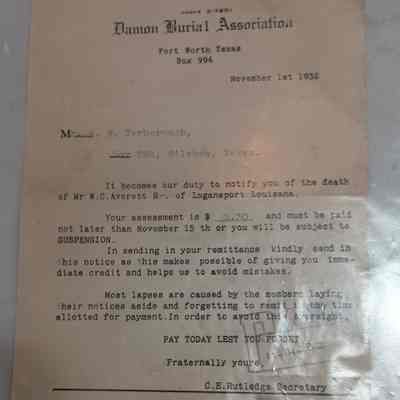 Damon Burial Association
Fort Worth Texas
Box 994
November 1st 1932
It becomes our duty to notify you of the death
of Mr W.C.Averett Sr. of Logansport Louisiana.
Your assessment is $ and must be paid
not later than November 15 th or you will be subject to
SUSPENSION.
In sending in your remittance kindly send in
this notice as this makes possible of giving you imme-
diate credit and helps us to avoid mistakes.
Most lapses are caused by the members laying
their notices aside and forgetting to remit in the time
allotted for payment.In order to avoid this oversight,
PAY TODAY LEST YOU FORGET
Fraternally yours,
C.E.Rutledge Secretary